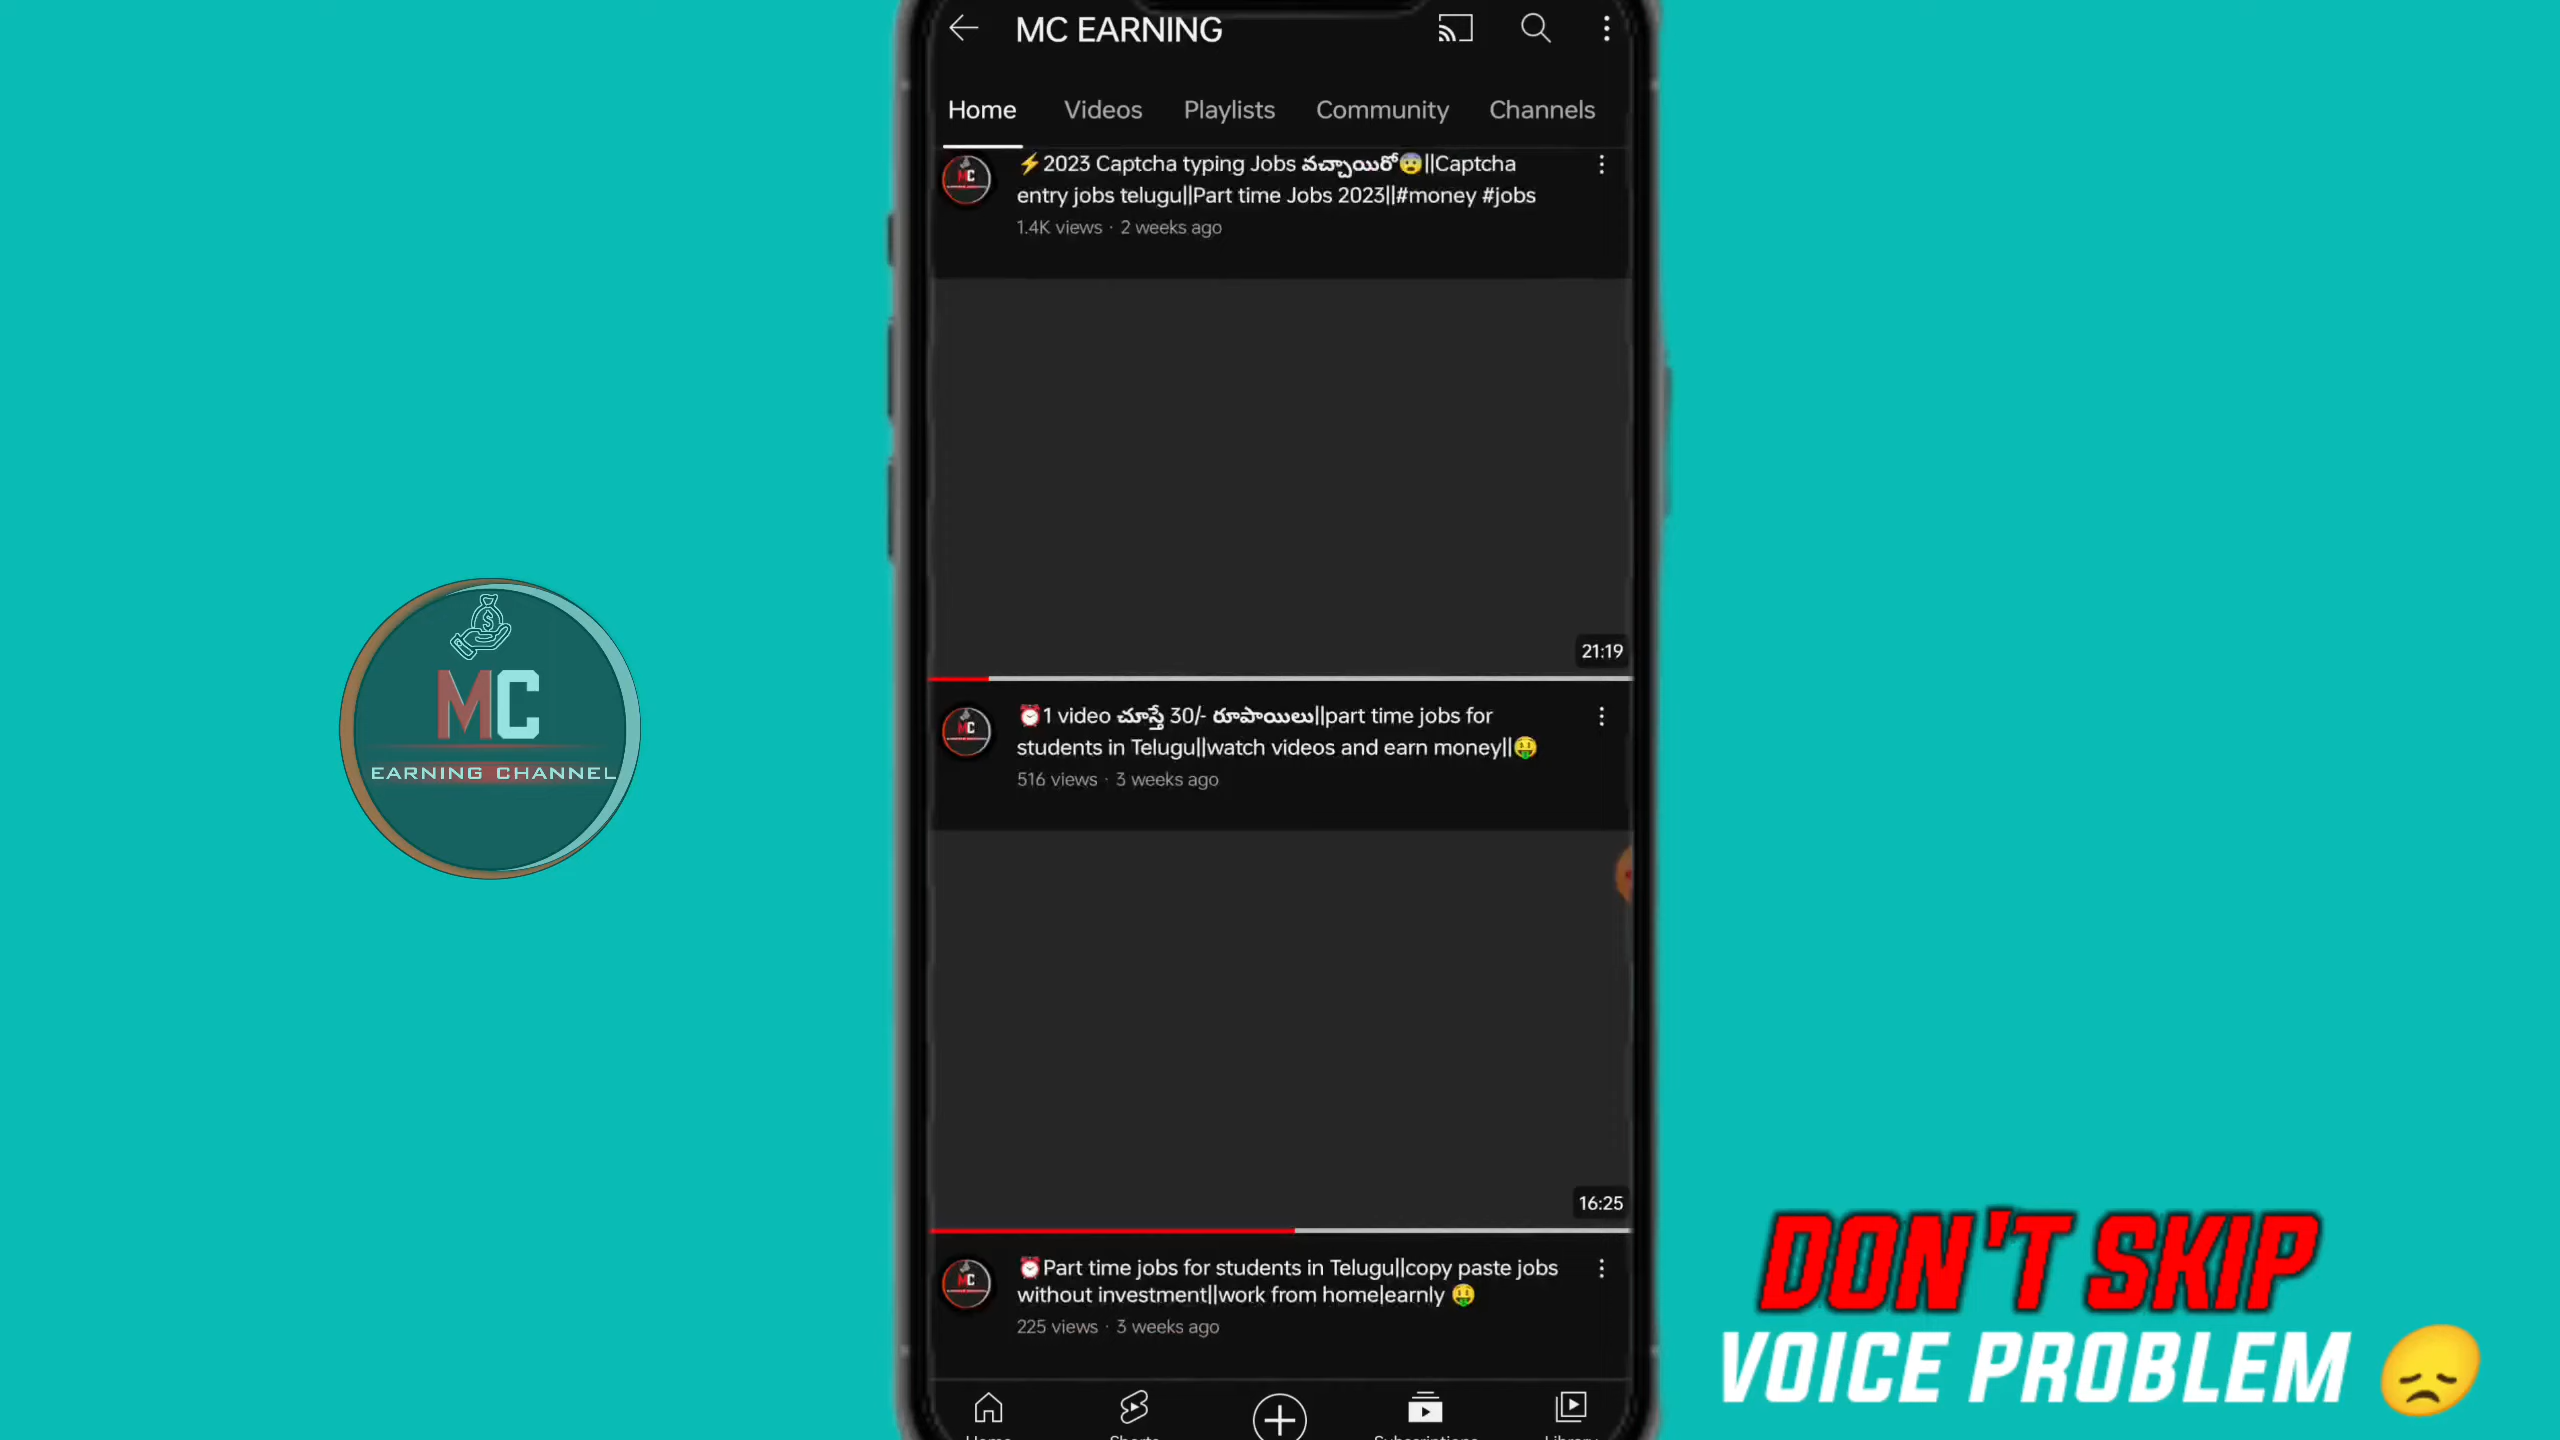 MC EARNING
Home Videos Playlists Community Channels
⚡2023 Captcha typing Jobs వచ్చాయిరో😨||Captcha
entry jobs telugu||Part time Jobs 2023||#money #jobs
1.4K views · 2 weeks ago
21:19
⏰1 video చూస్తే 30/- రూపాయిలు||part time jobs for
students in Telugu||watch videos and earn money||🤑
516 views · 3 weeks ago
16:25
⏰Part time jobs for students in Telugu||copy paste jobs
without investment||work from home|earnly 🤑
225 views · 3 weeks ago
MC
EARNING CHANNEL
DON'T SKIP
VOICE PROBLEM 😞